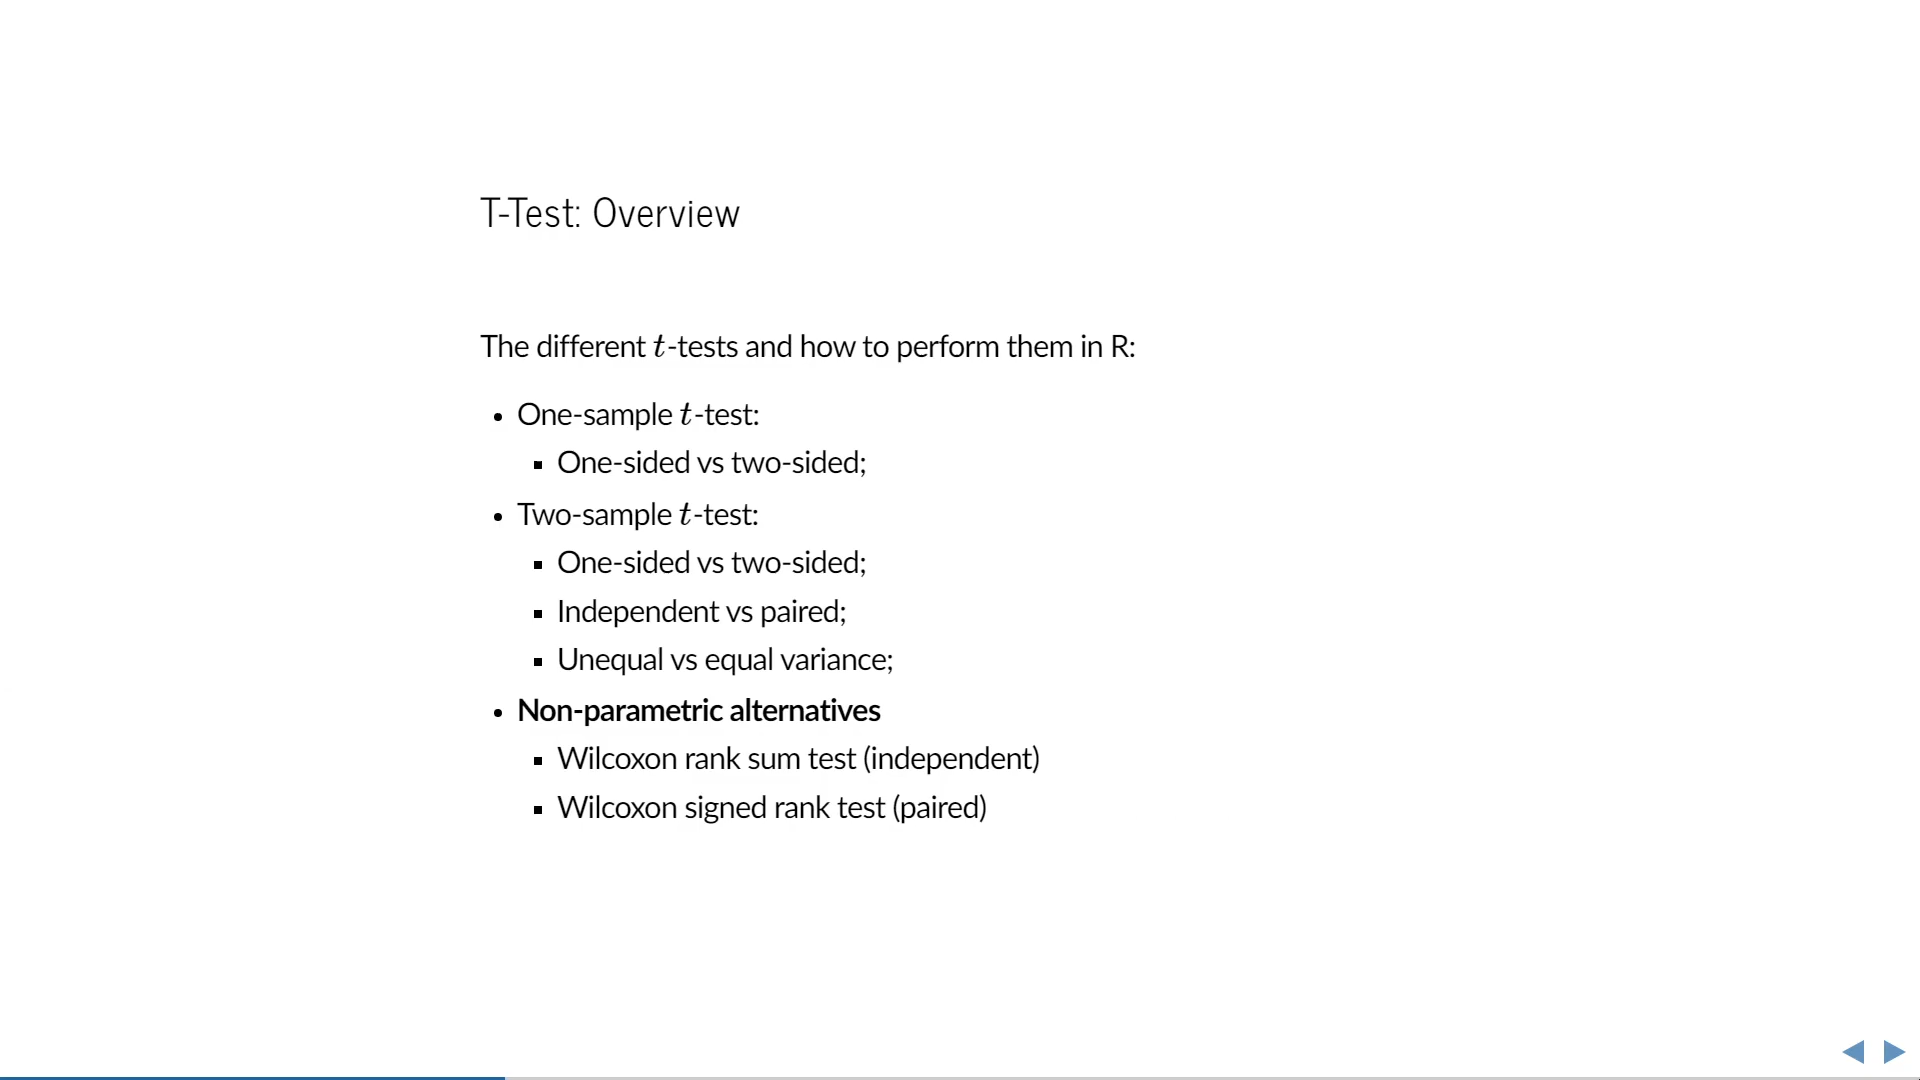 T-Test: Overview
The different t-tests and how to perform them in R:
• One-sample t-test:
▪ One-sided vs two-sided;
• Two-sample t-test:
▪ One-sided vs two-sided;
▪ Independent vs paired;
▪ Unequal vs equal variance;
• Non-parametric alternatives
▪ Wilcoxon rank sum test (independent)
▪ Wilcoxon signed rank test (paired)